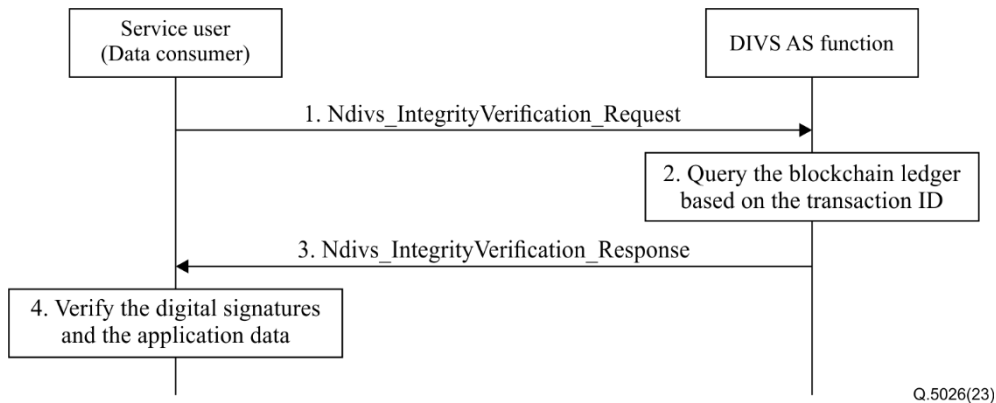 Service user
(Data consumer)
DIVS AS function
1. Ndivs_IntegrityVerification_Request
2. Query the blockchain ledger
based on the transaction ID
3. Ndivs_IntegrityVerification_Response
4. Verify the digital signatures
and the application data
Q.5026(23)